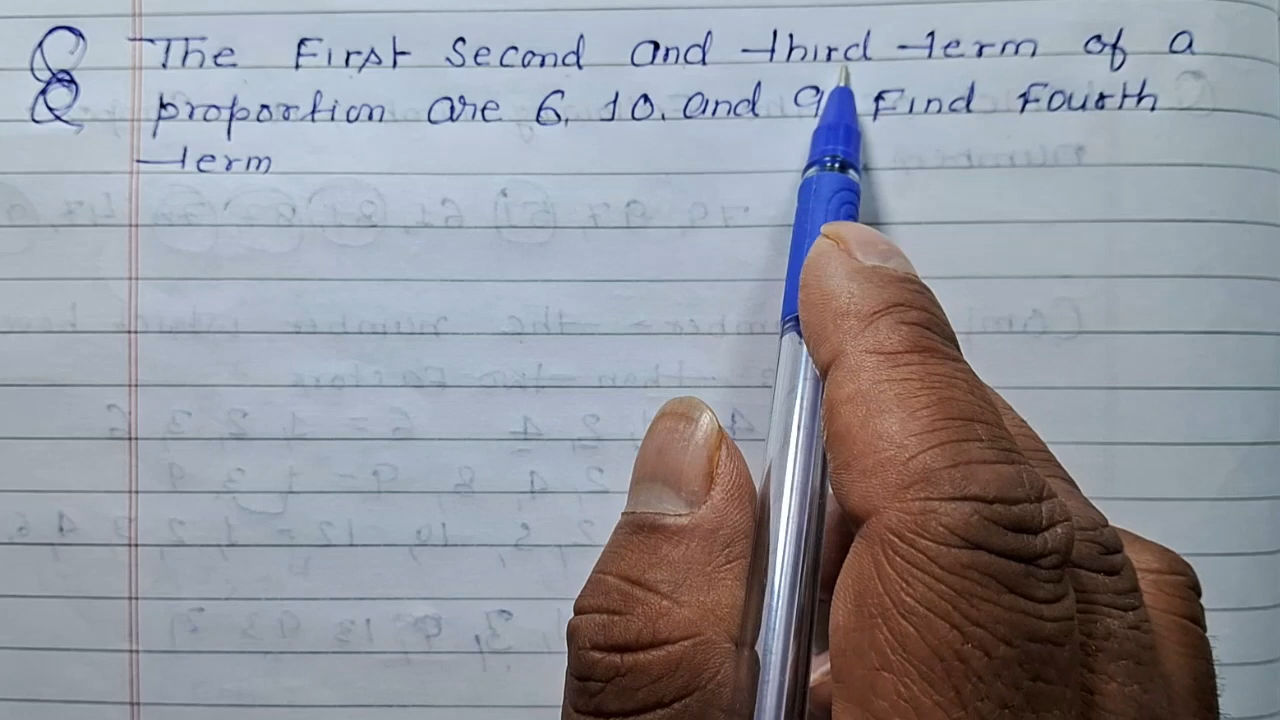 Q The First Second and third term of a
Q proportion are 6, 10. and 9 Find Fourth
term